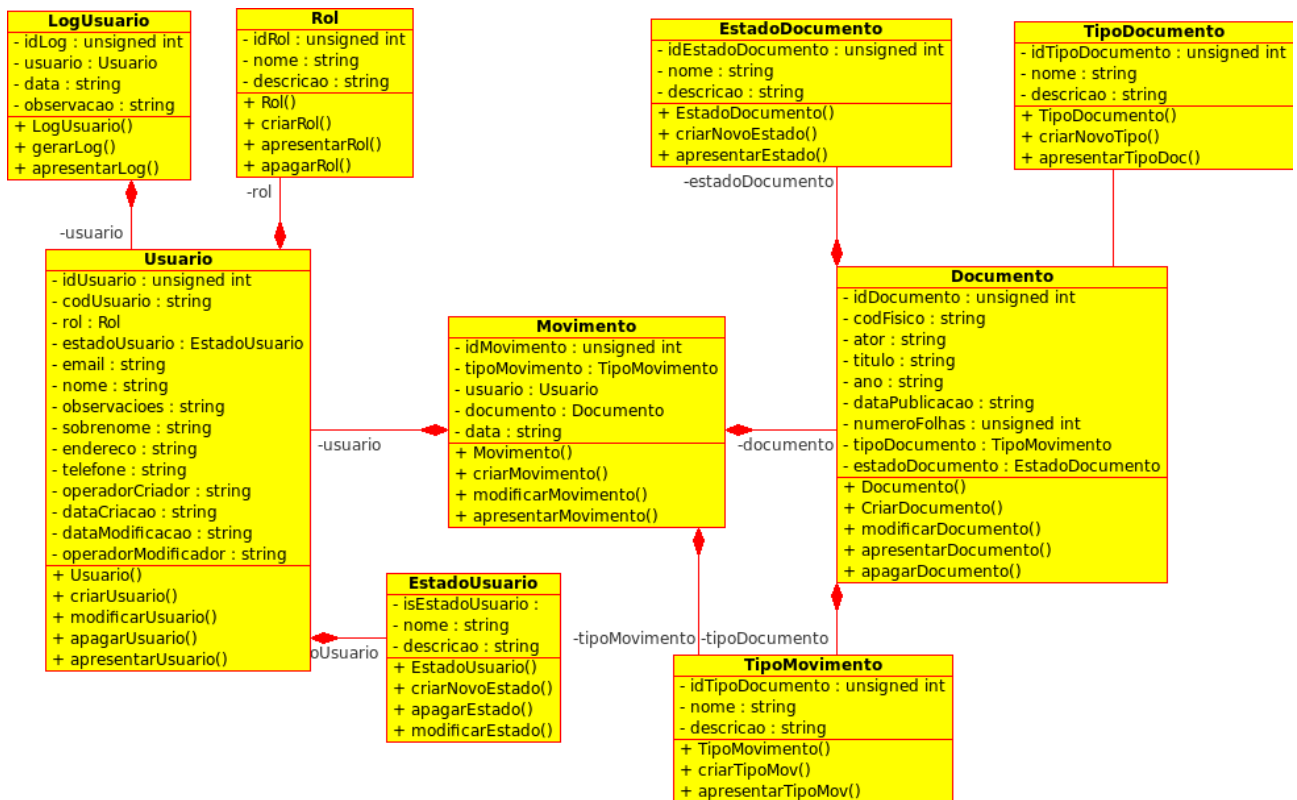 LogUsuario
- idLog : unsigned int
- usuario : Usuario
- data : string
- observacao : string
+ LogUsuario()
+ gerarLog()
+ apresentarLog()
Rol
- idRol : unsigned int
- nome : string
- descricao : string
+ Rol()
+ criarRol()
+ apresentarRol()
+ apagarRol()
EstadoDocumento
- idEstadoDocumento : unsigned int
- nome : string
- descricao : string
+ EstadoDocumento()
+ criarNovoEstado()
+ apresentarEstado()
TipoDocumento
- idTipoDocumento : unsigned int
- nome : string
- descricao : string
+ TipoDocumento()
+ criarNovoTipo()
+ apresentarTipoDoc()
-usuario
-rol
-estadoDocumento
Usuario
- idUsuario : unsigned int
- codUsuario : string
- rol : Rol
- estadoUsuario : EstadoUsuario
- email : string
- nome : string
- observacioes : string
- sobrenome : string
- endereco : string
- telefone : string
- operadorCriador : string
- dataCriacao : string
- dataModificacao : string
- operadorModificador : string
+ Usuario()
+ criarUsuario()
+ modificarUsuario()
+ apagarUsuario()
+ apresentarUsuario()
-usuario
Movimento
- idMovimento : unsigned int
- tipoMovimento : TipoMovimento
- usuario : Usuario
- documento : Documento
- data : string
+ Movimento()
+ criarMovimento()
+ modificarMovimento()
+ apresentarMovimento()
-documento
Documento
- idDocumento : unsigned int
- codFisico : string
- ator : string
- titulo : string
- ano : string
- dataPublicacao : string
- numeroFolhas : unsigned int
- tipoDocumento : TipoMovimento
- estadoDocumento : EstadoDocumento
+ Documento()
+ CriarDocumento()
+ modificarDocumento()
+ apresentarDocumento()
+ apagarDocumento()
oUsuario
EstadoUsuario
- isEstadoUsuario :
- nome : string
- descricao : string
+ EstadoUsuario()
+ criarNovoEstado()
+ apagarEstado()
+ modificarEstado()
-tipoMovimento
-tipoDocumento
TipoMovimento
- idTipoDocumento : unsigned int
- nome : string
- descricao : string
+ TipoMovimento()
+ criarTipoMov()
+ apresentarTipoMov()